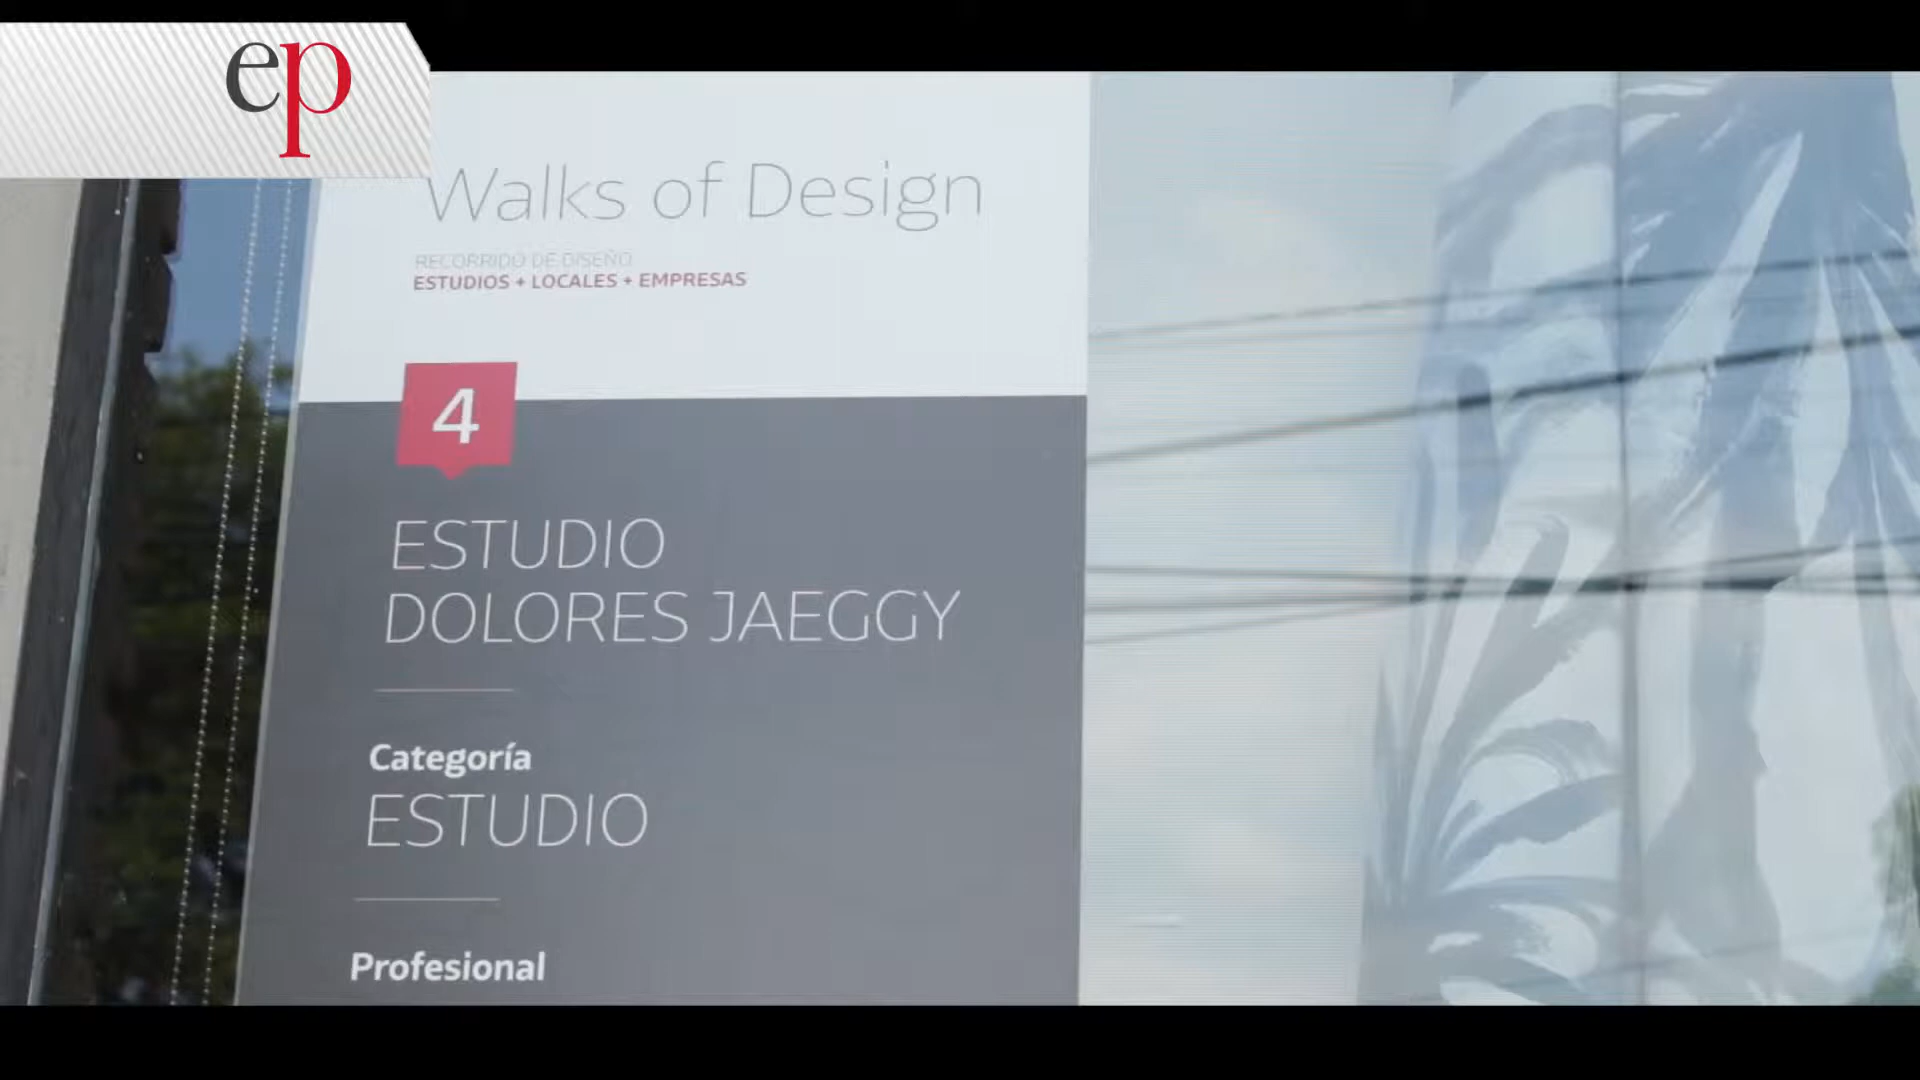 ep
Walks of Design
RECORRIDO DE DISEÑO
ESTUDIOS + LOCALES + EMPRESAS
4
ESTUDIO
DOLORES JAEGGY
Categoría
ESTUDIO
Profesional